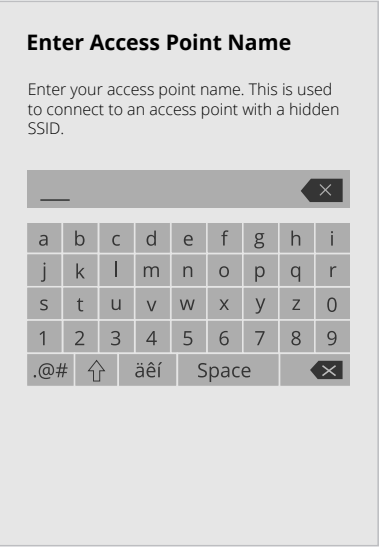 Enter Access Point Name
Enter your access point name. This is used
to connect to an access point with a hidden
SSID.
a b c d e f g h i
j k l m n o p q r
s t u v w x y z 0
1 2 3 4 5 6 7 8 9
.@# äêí Space